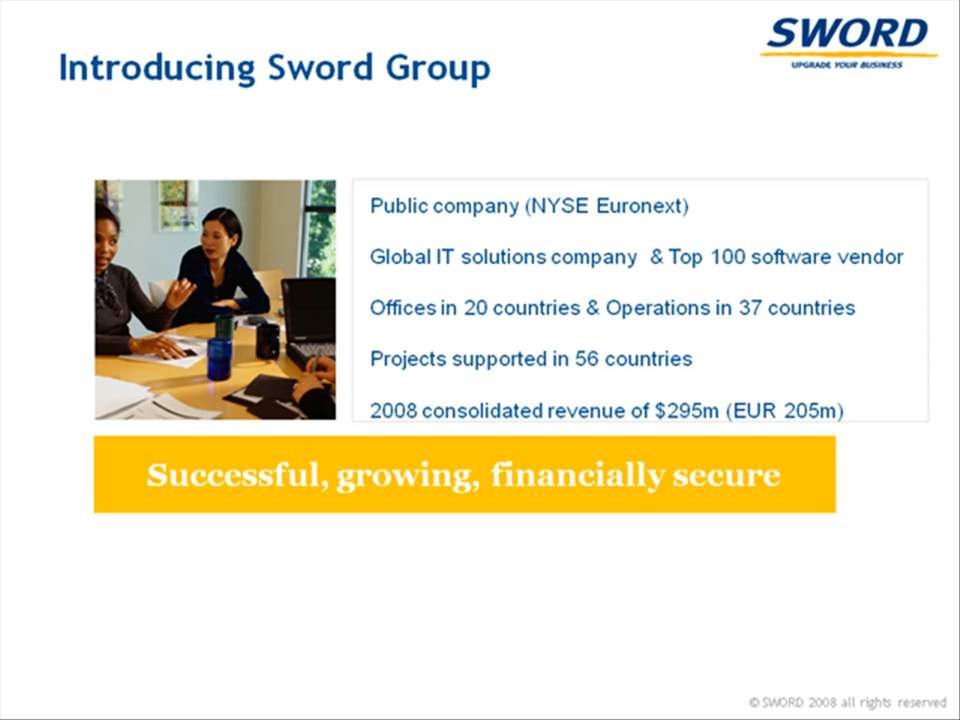 SWORD
UPGRADE YOUR BUSINESS
Introducing Sword Group
Public company (NYSE Euronext)
Global IT solutions company & Top 100 software vendor
Offices in 20 countries & Operations in 37 countries
Projects supported in 56 countries
2008 consolidated revenue of $295m (EUR 205m)
Successful, growing, financially secure
© SWORD 2008 all rights reserved